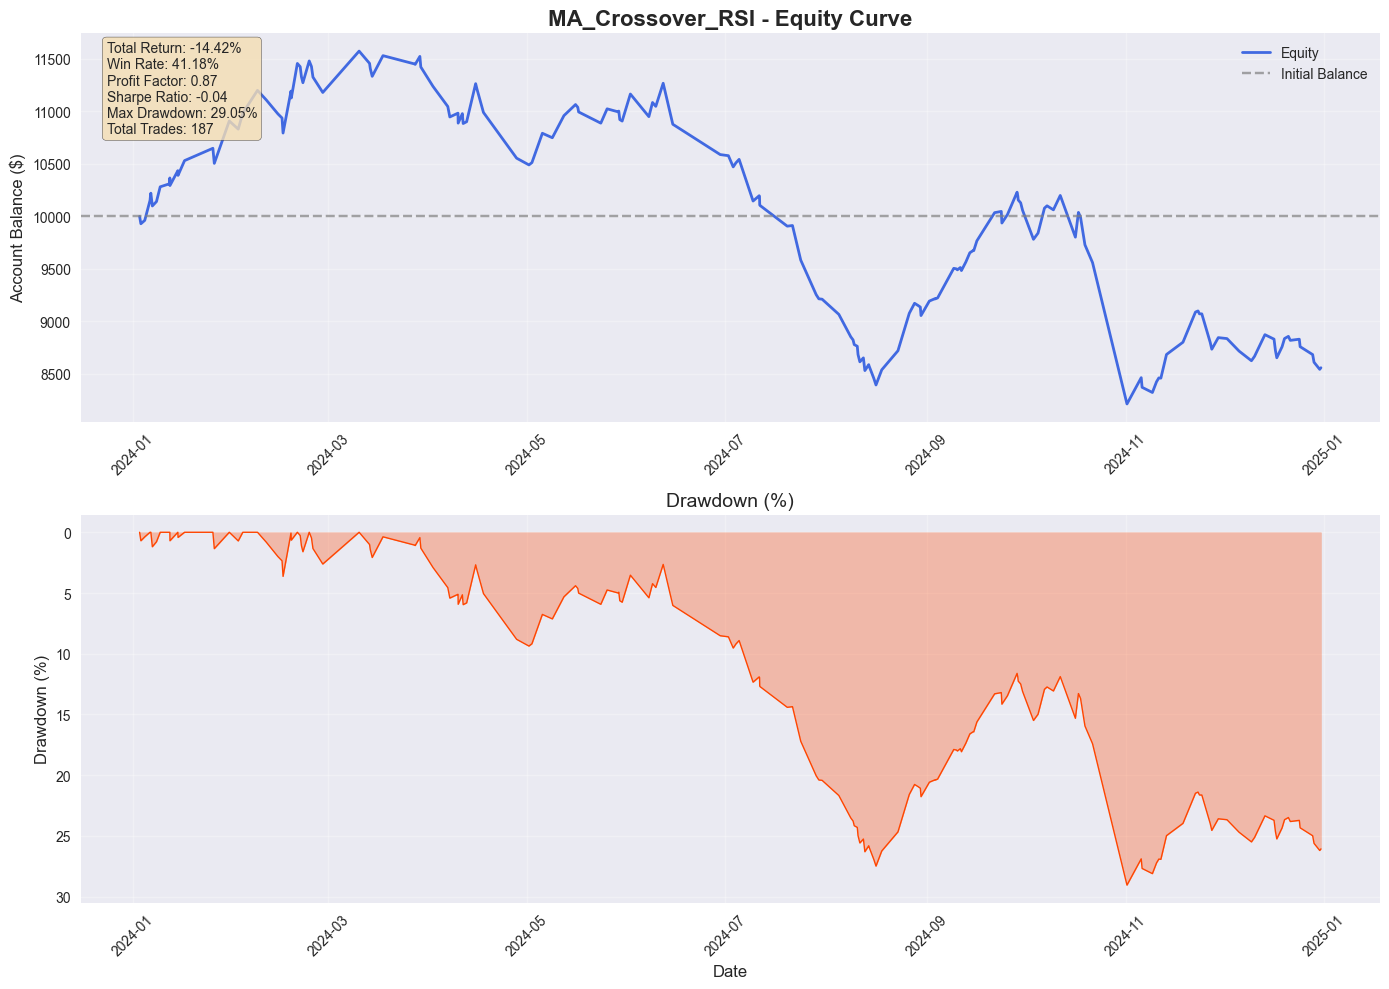 MA_Crossover_RSI - Equity Curve
Total Return: -14.42%
Win Rate: 41.18%
Profit Factor: 0.87
Sharpe Ratio: -0.04
Max Drawdown: 29.05%
Total Trades: 187
Equity
Initial Balance
Account Balance ($)
11500
11000
10500
10000
9500
9000
8500
2024-01
2024-03
2024-05
2024-07
2024-09
2024-11
2025-01
Drawdown (%)
Drawdown (%)
0
5
10
15
20
25
30
2024-01
2024-03
2024-05
2024-07
2024-09
2024-11
2025-01
Date